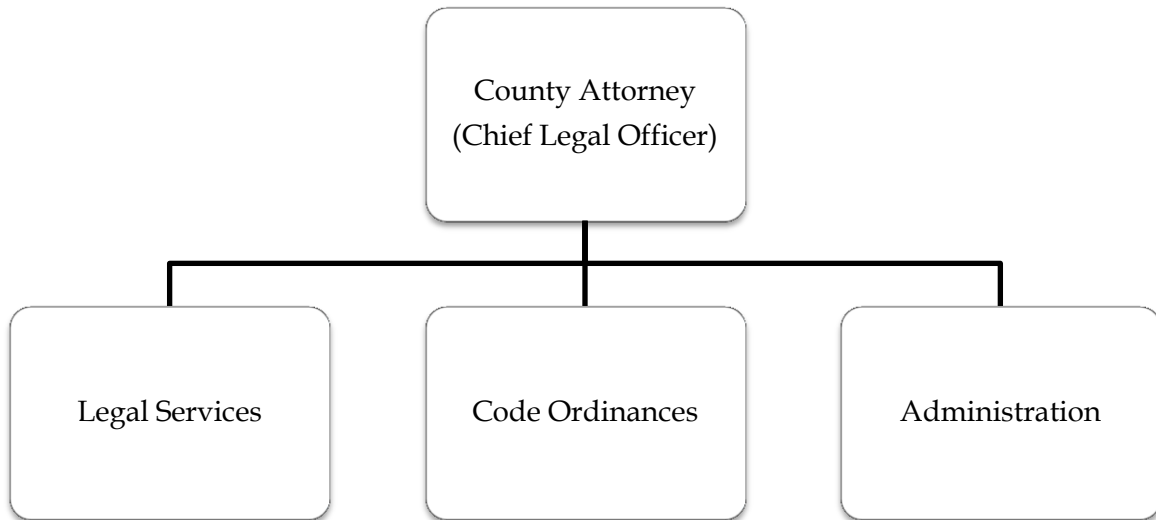 County Attorney
(Chief Legal Officer)
Legal Services
Code Ordinances
Administration